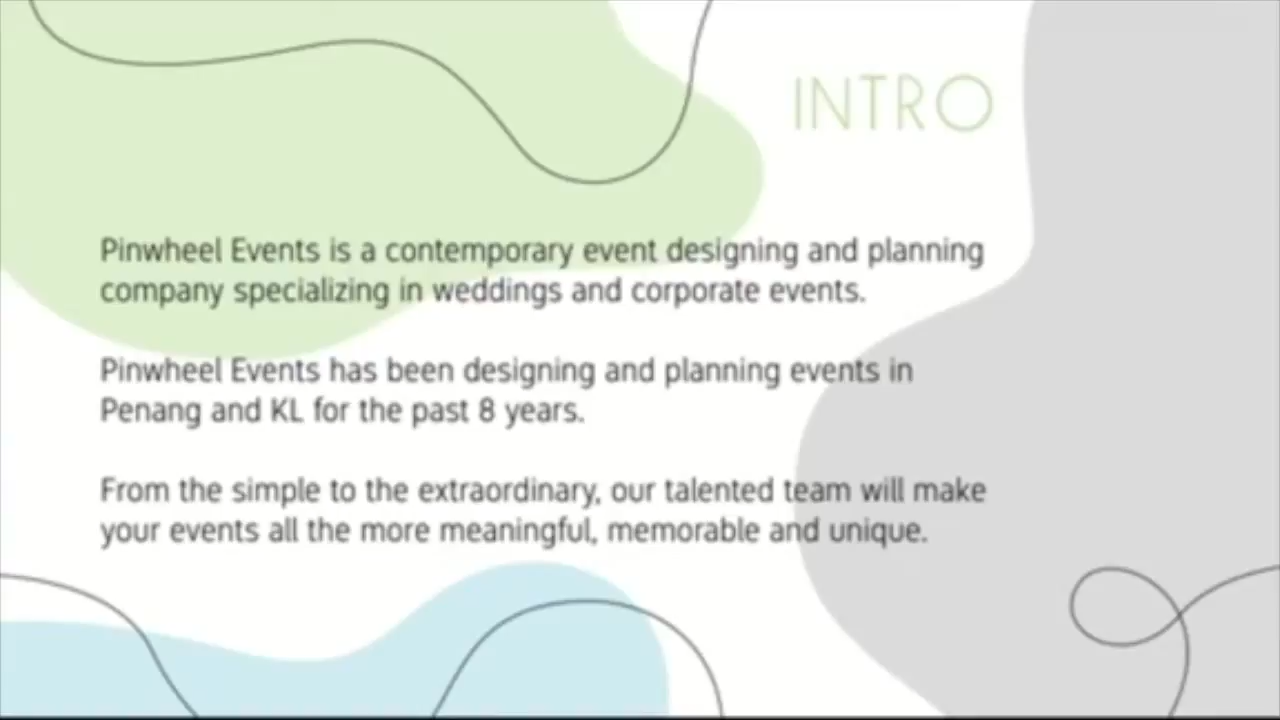 INTRO
Pinwheel Events is a contemporary event designing and planning
company specializing in weddings and corporate events.
Pinwheel Events has been designing and planning events in
Penang and KL for the past 8 years.
From the simple to the extraordinary, our talented team will make
your events all the more meaningful, memorable and unique.